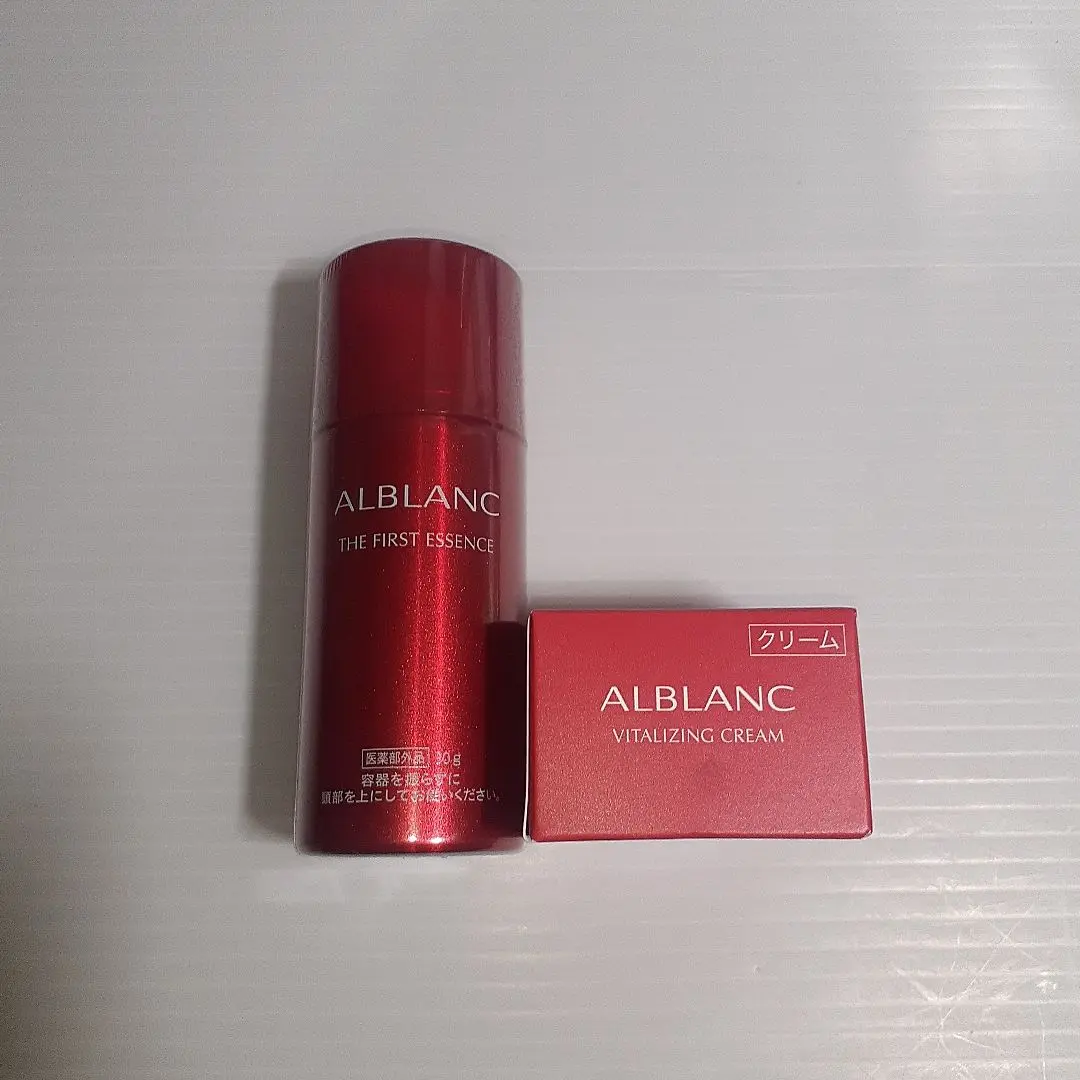 ALBLANC
THE FIRST ESSENCE
医薬部外品 30g
容器を振らずに
頭部を上にしてお使いください。
クリーム
ALBLANC
VITALIZING CREAM